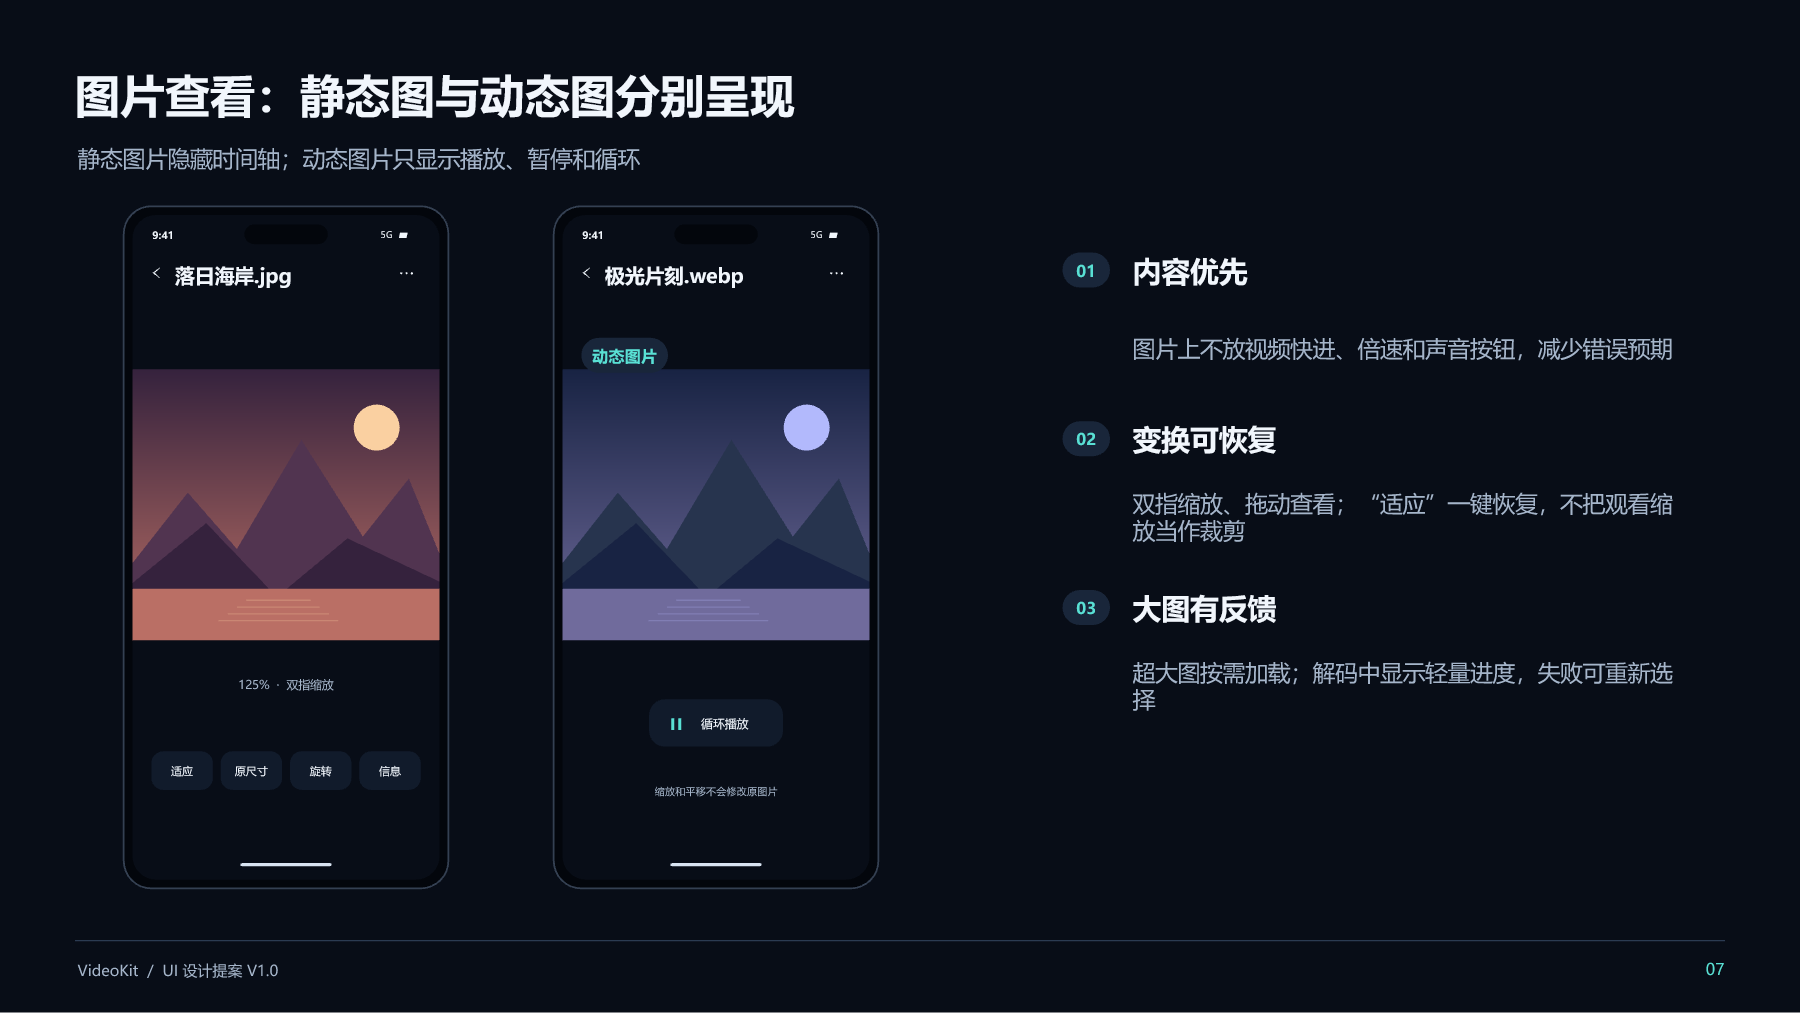 图片查看：静态图与动态图分别呈现
静态图片隐藏时间轴；动态图片只显示播放、暂停和循环
9:41
5G
落日海岸.jpg
···
125% · 双指缩放
适应
原尺寸
旋转
信息
9:41
5G
极光片刻.webp
···
动态图片
循环播放
缩放和平移不会修改原图片
01
内容优先
图片上不放视频快进、倍速和声音按钮，减少错误预期
02
变换可恢复
双指缩放、拖动查看；“适应”一键恢复，不把观看缩
放当作裁剪
03
大图有反馈
超大图按需加载；解码中显示轻量进度，失败可重新选
择
VideoKit / UI 设计提案 V1.0
07